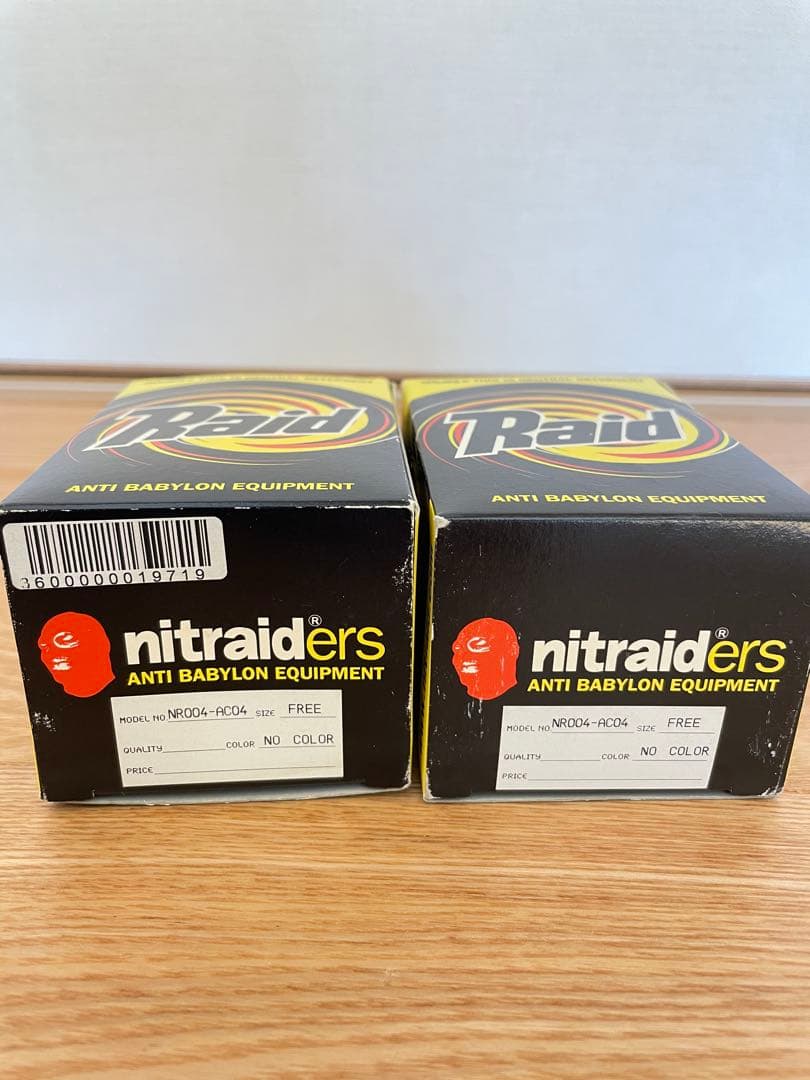 Raid
ANTI BABYLON EQUIPMENT
3600000019719
nitraiders®
ANTI BABYLON EQUIPMENT
MODEL NO. NR004-AC04 SIZE FREE
QUALITY COLOR NO COLOR
PRICE
Raid
ANTI BABYLON EQUIPMENT
nitraiders®
ANTI BABYLON EQUIPMENT
MODEL NO. NR004-AC04 SIZE FREE
QUALITY COLOR NO COLOR
PRICE